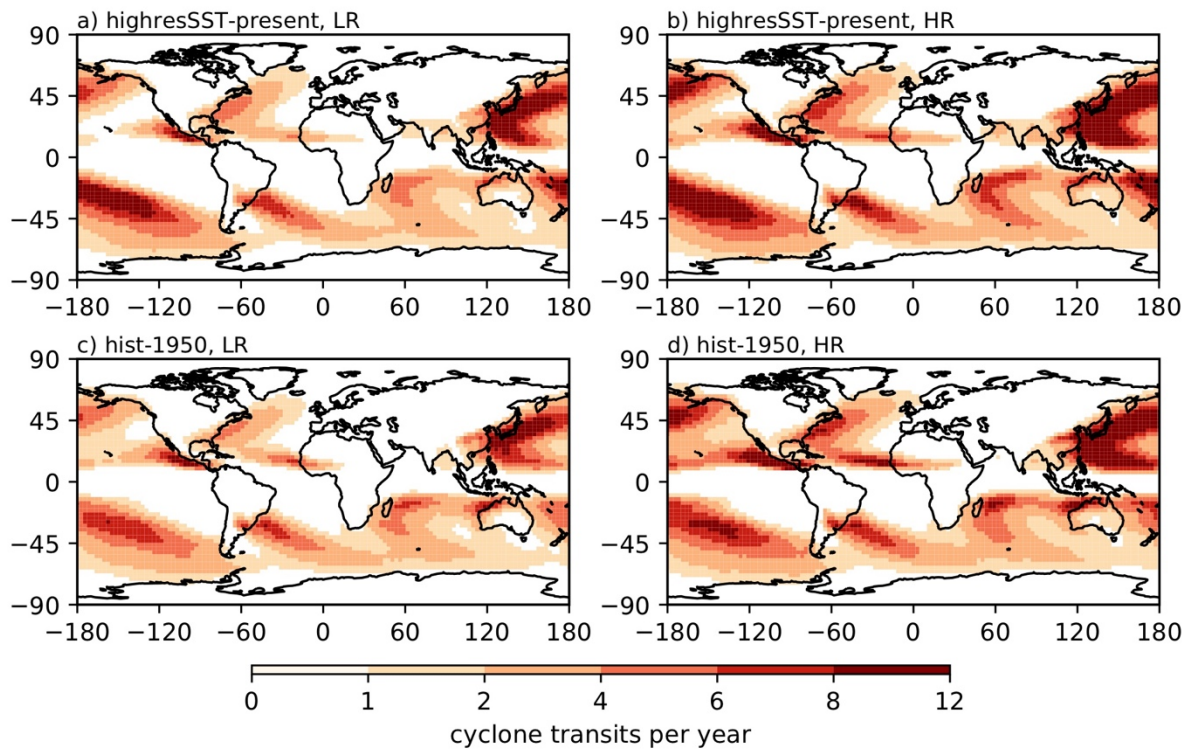 a) highresSST-present, LR
90
45
0
−45
−90
−180 −120 −60 0 60 120 180
b) highresSST-present, HR
90
45
0
−45
−90
−180 −120 −60 0 60 120 180
c) hist-1950, LR
90
45
0
−45
−90
−180 −120 −60 0 60 120 180
d) hist-1950, HR
90
45
0
−45
−90
−180 −120 −60 0 60 120 180
0 1 2 4 6 8 12
cyclone transits per year